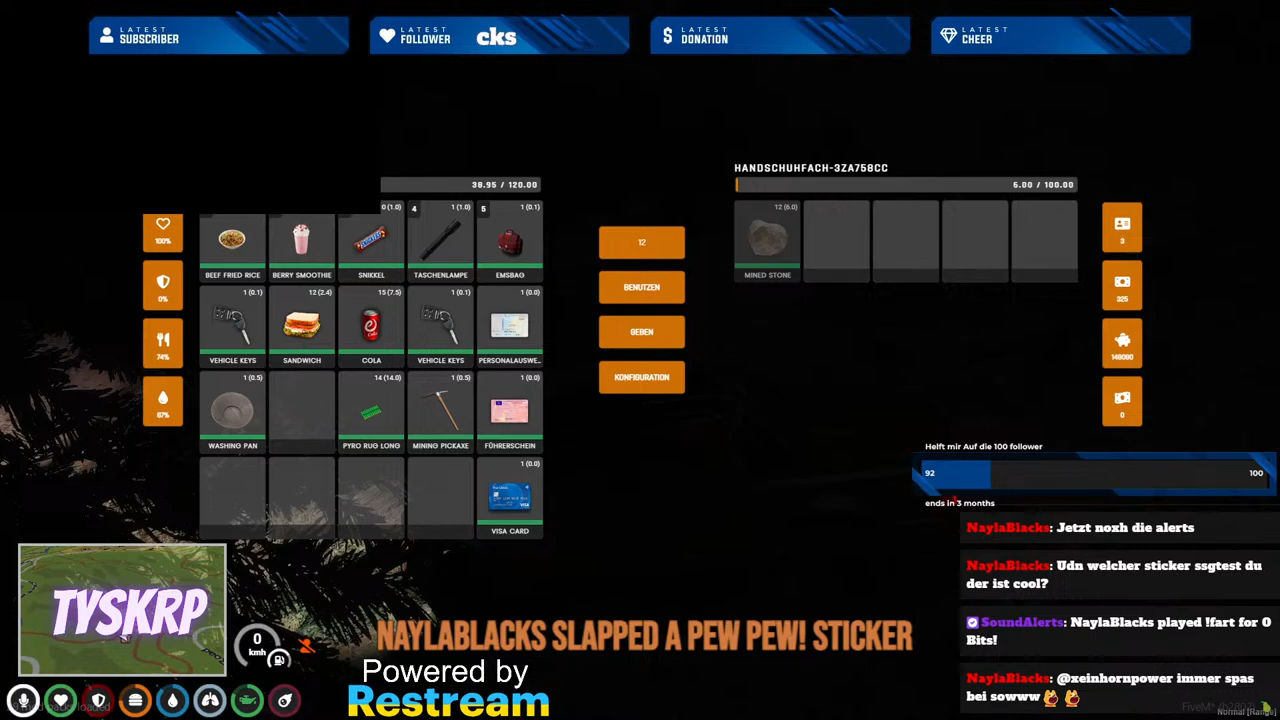 LATEST
SUBSCRIBER
LATEST
FOLLOWER
cks
LATEST
DONATION
LATEST
CHEER
HANDSCHUHFACH-3ZA758CC
38.95 / 120.00
6.00 / 100.00
0 (1.0)
4
1 (1.0)
5
1 (0.1)
12 (6.0)
100%
3
12
BEEF FRIED RICE
BERRY SMOOTHIE
SNIKKEL
TASCHENLAMPE
EMSBAG
MINED STONE
BENUTZEN
1 (0.1)
12 (2.4)
15 (7.5)
1 (0.1)
1 (0.0)
0%
325
GEBEN
74%
VEHICLE KEYS
SANDWICH
COLA
VEHICLE KEYS
PERSONALAUSWE...
KONFIGURATION
1 (0.5)
14 (14.0)
1 (0.5)
1 (0.0)
0
WASHING PAN
PYRO RUG LONG
MINING PICKAXE
FÜHRERSCHEIN
1 (0.0)
VISA
VISA CARD
Helft mir Auf die 100 follower
92
100
ends in 3 months
NaylaBlacks: Jetzt noxh die alerts
NaylaBlacks: Udn welcher sticker ssgtest du
der ist cool?
SoundAlerts: NaylaBlacks played !fart for 0
Bits!
NaylaBlacks: @xeinhornpower immer spas
bei sowww
TYSKRP
0
kmh
NAYLABLACKS SLAPPED A PEW PEW! STICKER
Powered by
Restream